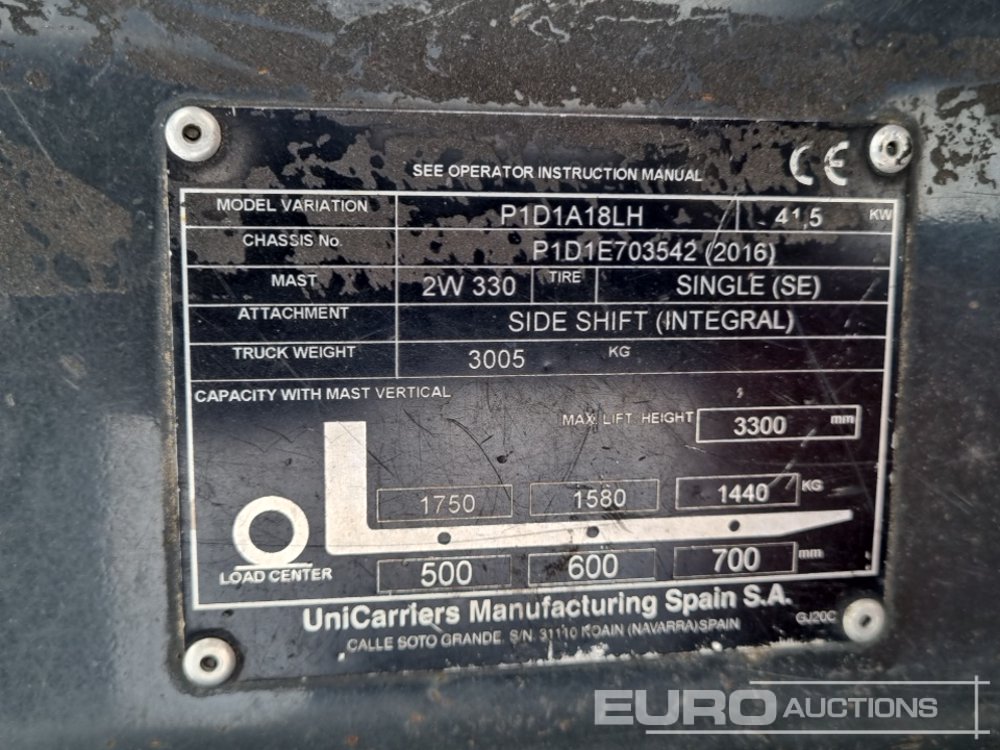 SEE OPERATOR INSTRUCTION MANUAL CE
MODEL VARIATION P1D1A18LH 41,5 KW
CHASSIS No. P1D1E703542 (2016)
MAST 2W 330 TIRE SINGLE (SE)
ATTACHMENT SIDE SHIFT (INTEGRAL)
TRUCK WEIGHT 3005 KG
CAPACITY WITH MAST VERTICAL
MAX. LIFT. HEIGHT 3300 mm
1750 1580 1440 KG
LOAD CENTER 500 600 700 mm
UniCarriers Manufacturing Spain S.A.
CALLE SOTO GRANDE, S/N, 31110 NOAIN (NAVARRA) SPAIN
GJ20C
EURO AUCTIONS